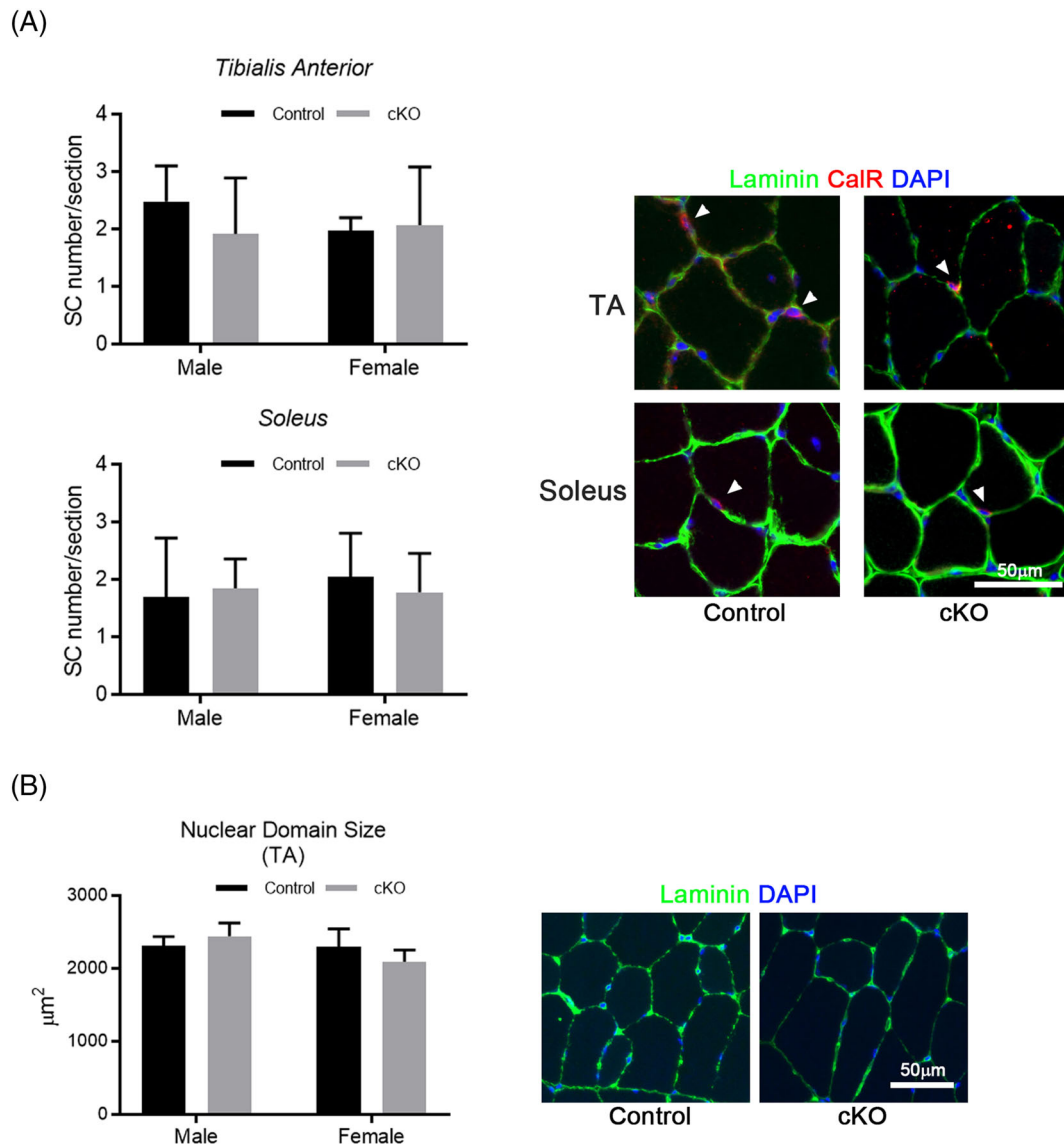 (A)
Tibialis Anterior
Control cKO
4
3
2
1
0
SC number/section
Male Female
Soleus
Control cKO
4
3
2
1
0
SC number/section
Male Female
Laminin CalR DAPI
TA
Soleus
50μm
Control cKO
(B)
Nuclear Domain Size
(TA)
Control cKO
3000
2000
1000
0
μm²
Male Female
Laminin DAPI
50μm
Control cKO